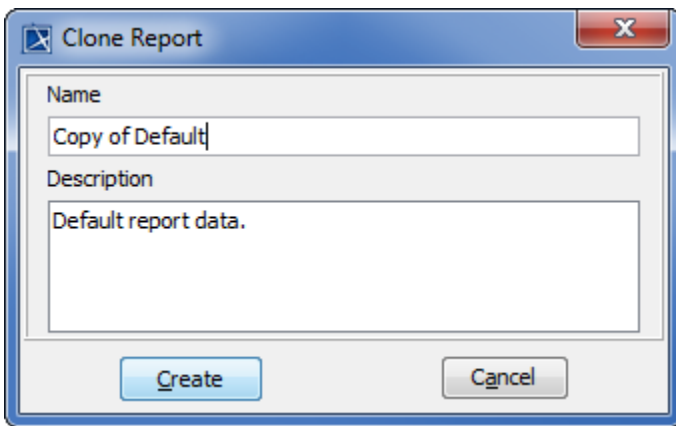 Clone Report
Name
Copy of Default
Description
Default report data.
Create
Cancel